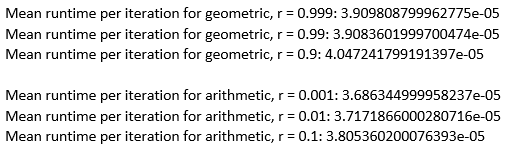 Mean runtime per iteration for geometric, r = 0.999: 3.909808799962775e-05
Mean runtime per iteration for geometric, r = 0.99: 3.9083601999700474e-05
Mean runtime per iteration for geometric, r = 0.9: 4.047241799191397e-05
Mean runtime per iteration for arithmetic, r = 0.001: 3.686344999958237e-05
Mean runtime per iteration for arithmetic, r = 0.01: 3.7171866000280716e-05
Mean runtime per iteration for arithmetic, r = 0.1: 3.805360200076393e-05